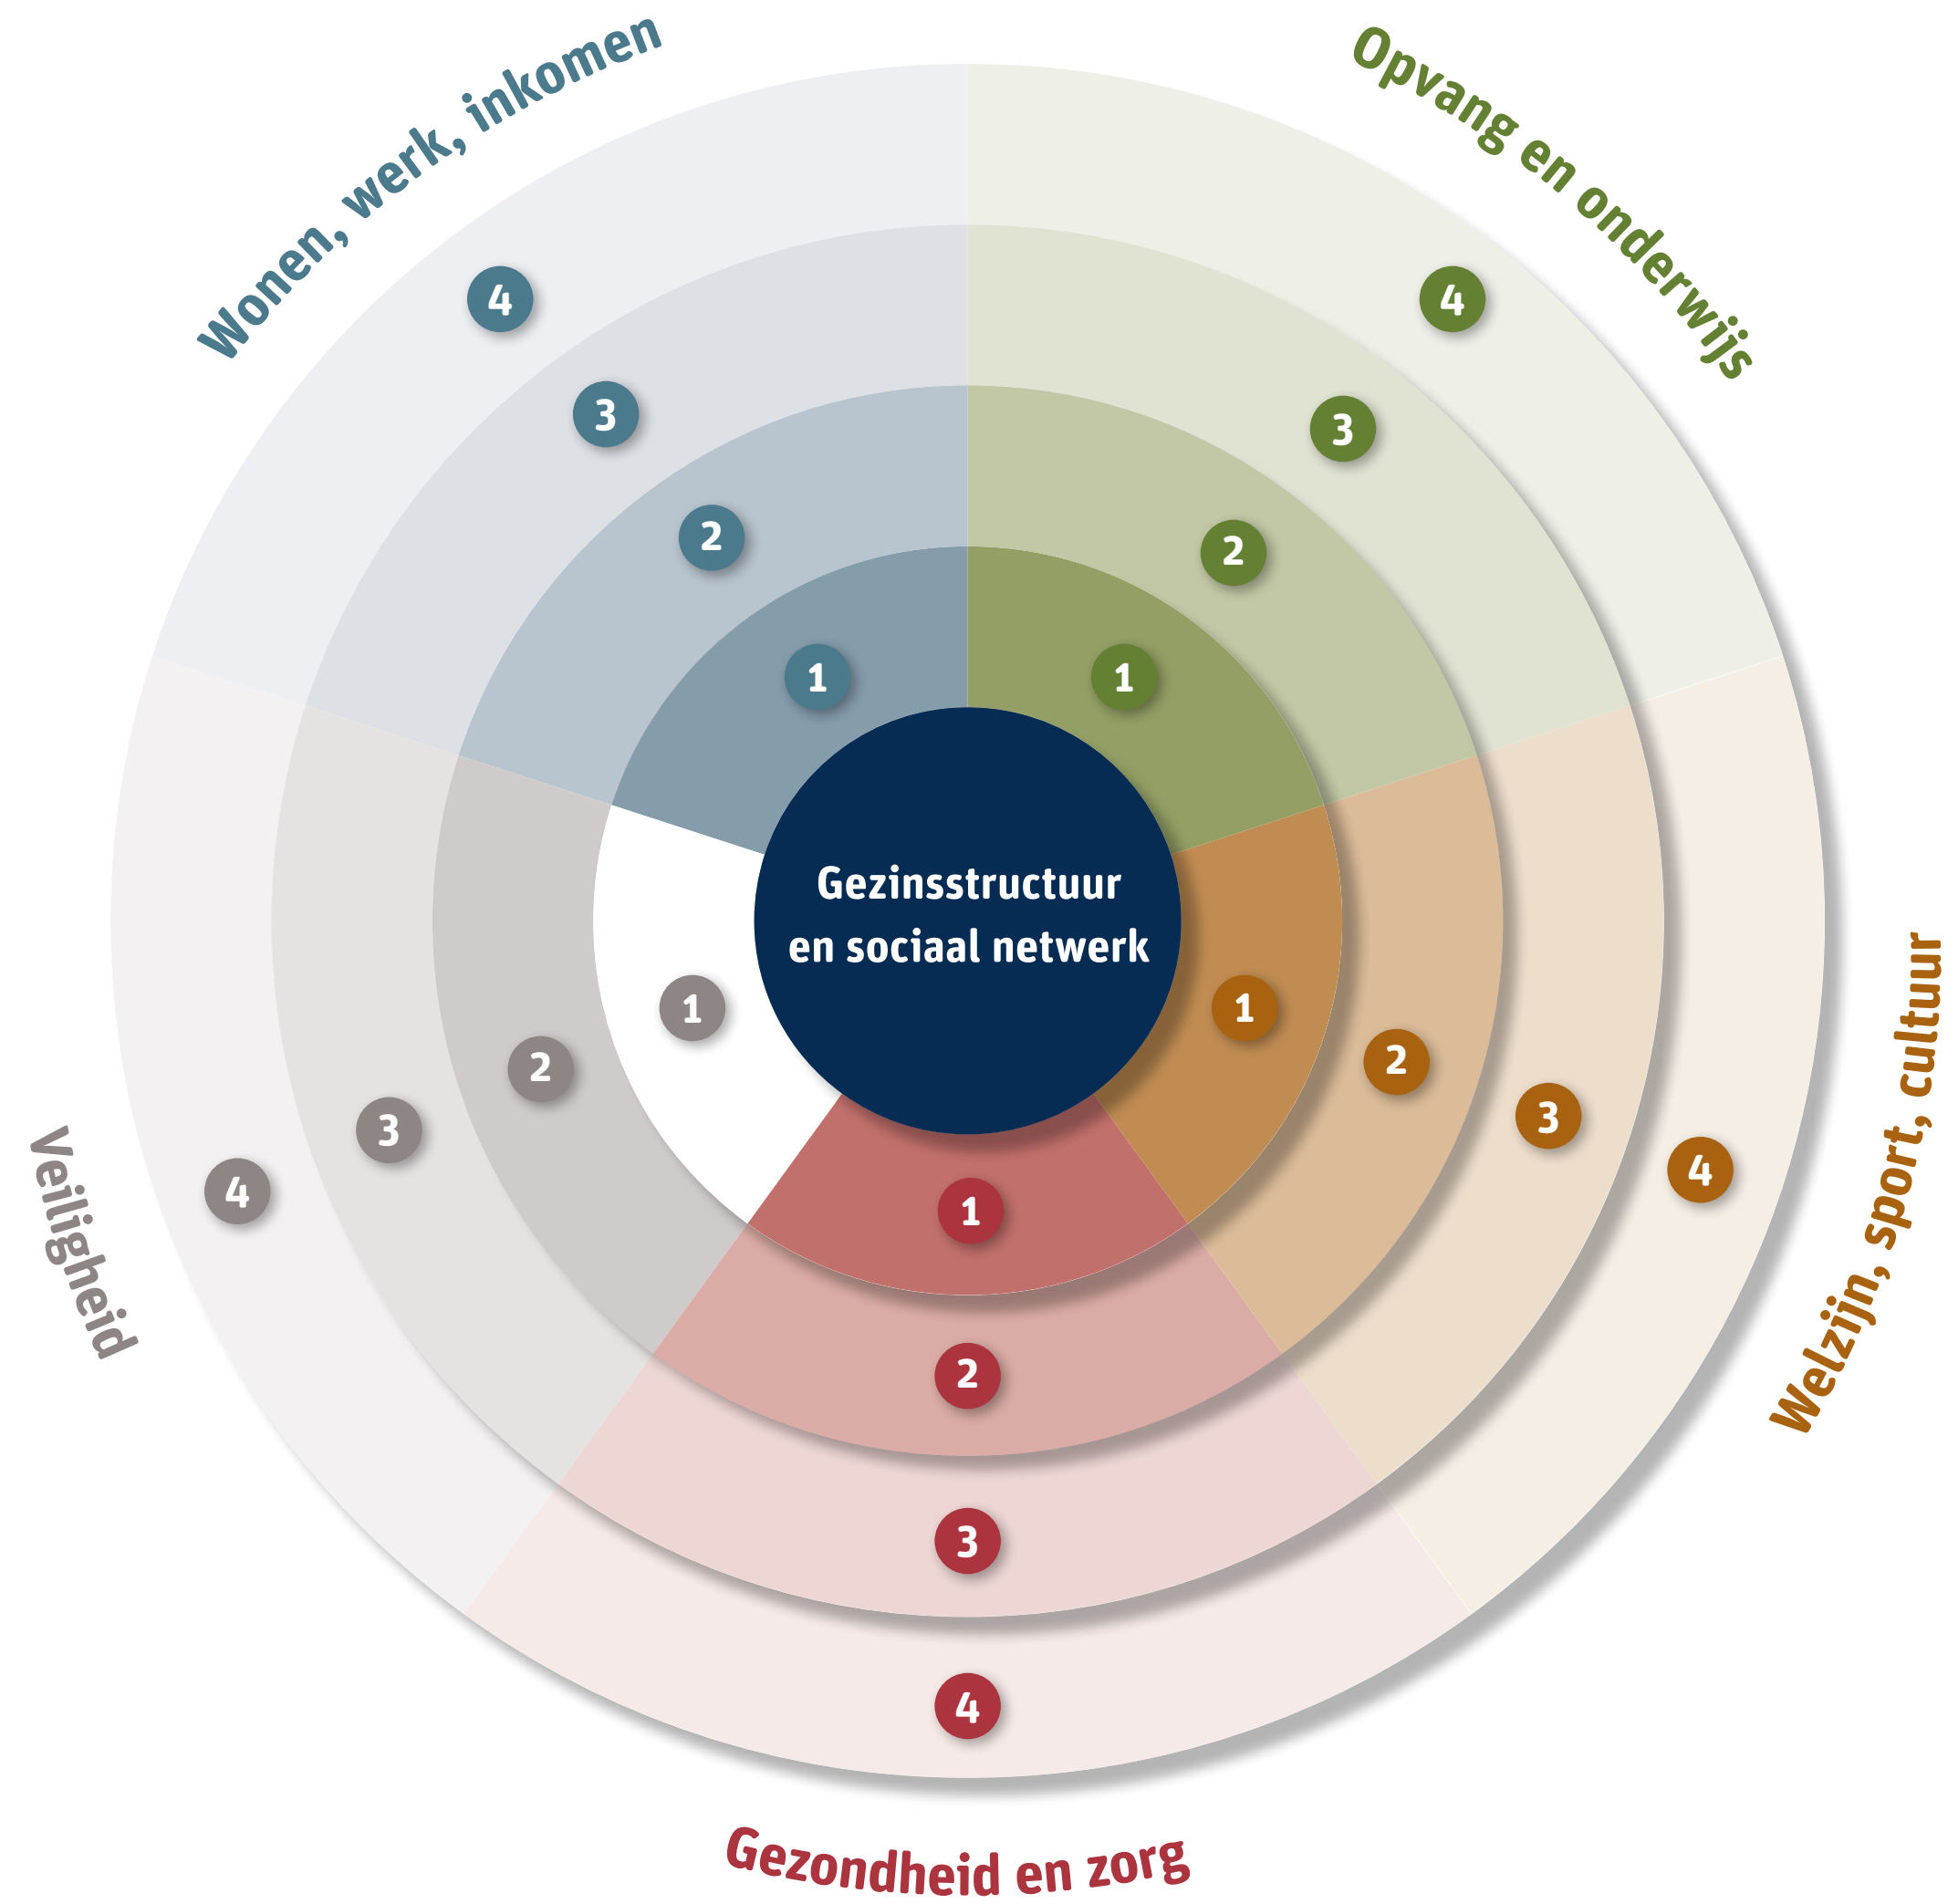 Wonen, werk, inkomen
Opvang en onderwijs
4
4
3
3
2
2
1
1
Gezinsstructuur
en sociaal netwerk
1
1
2
2
3
3
4
4
Veiligheid
Welzijn, sport, cultuur
1
2
3
4
Gezondheid en zorg